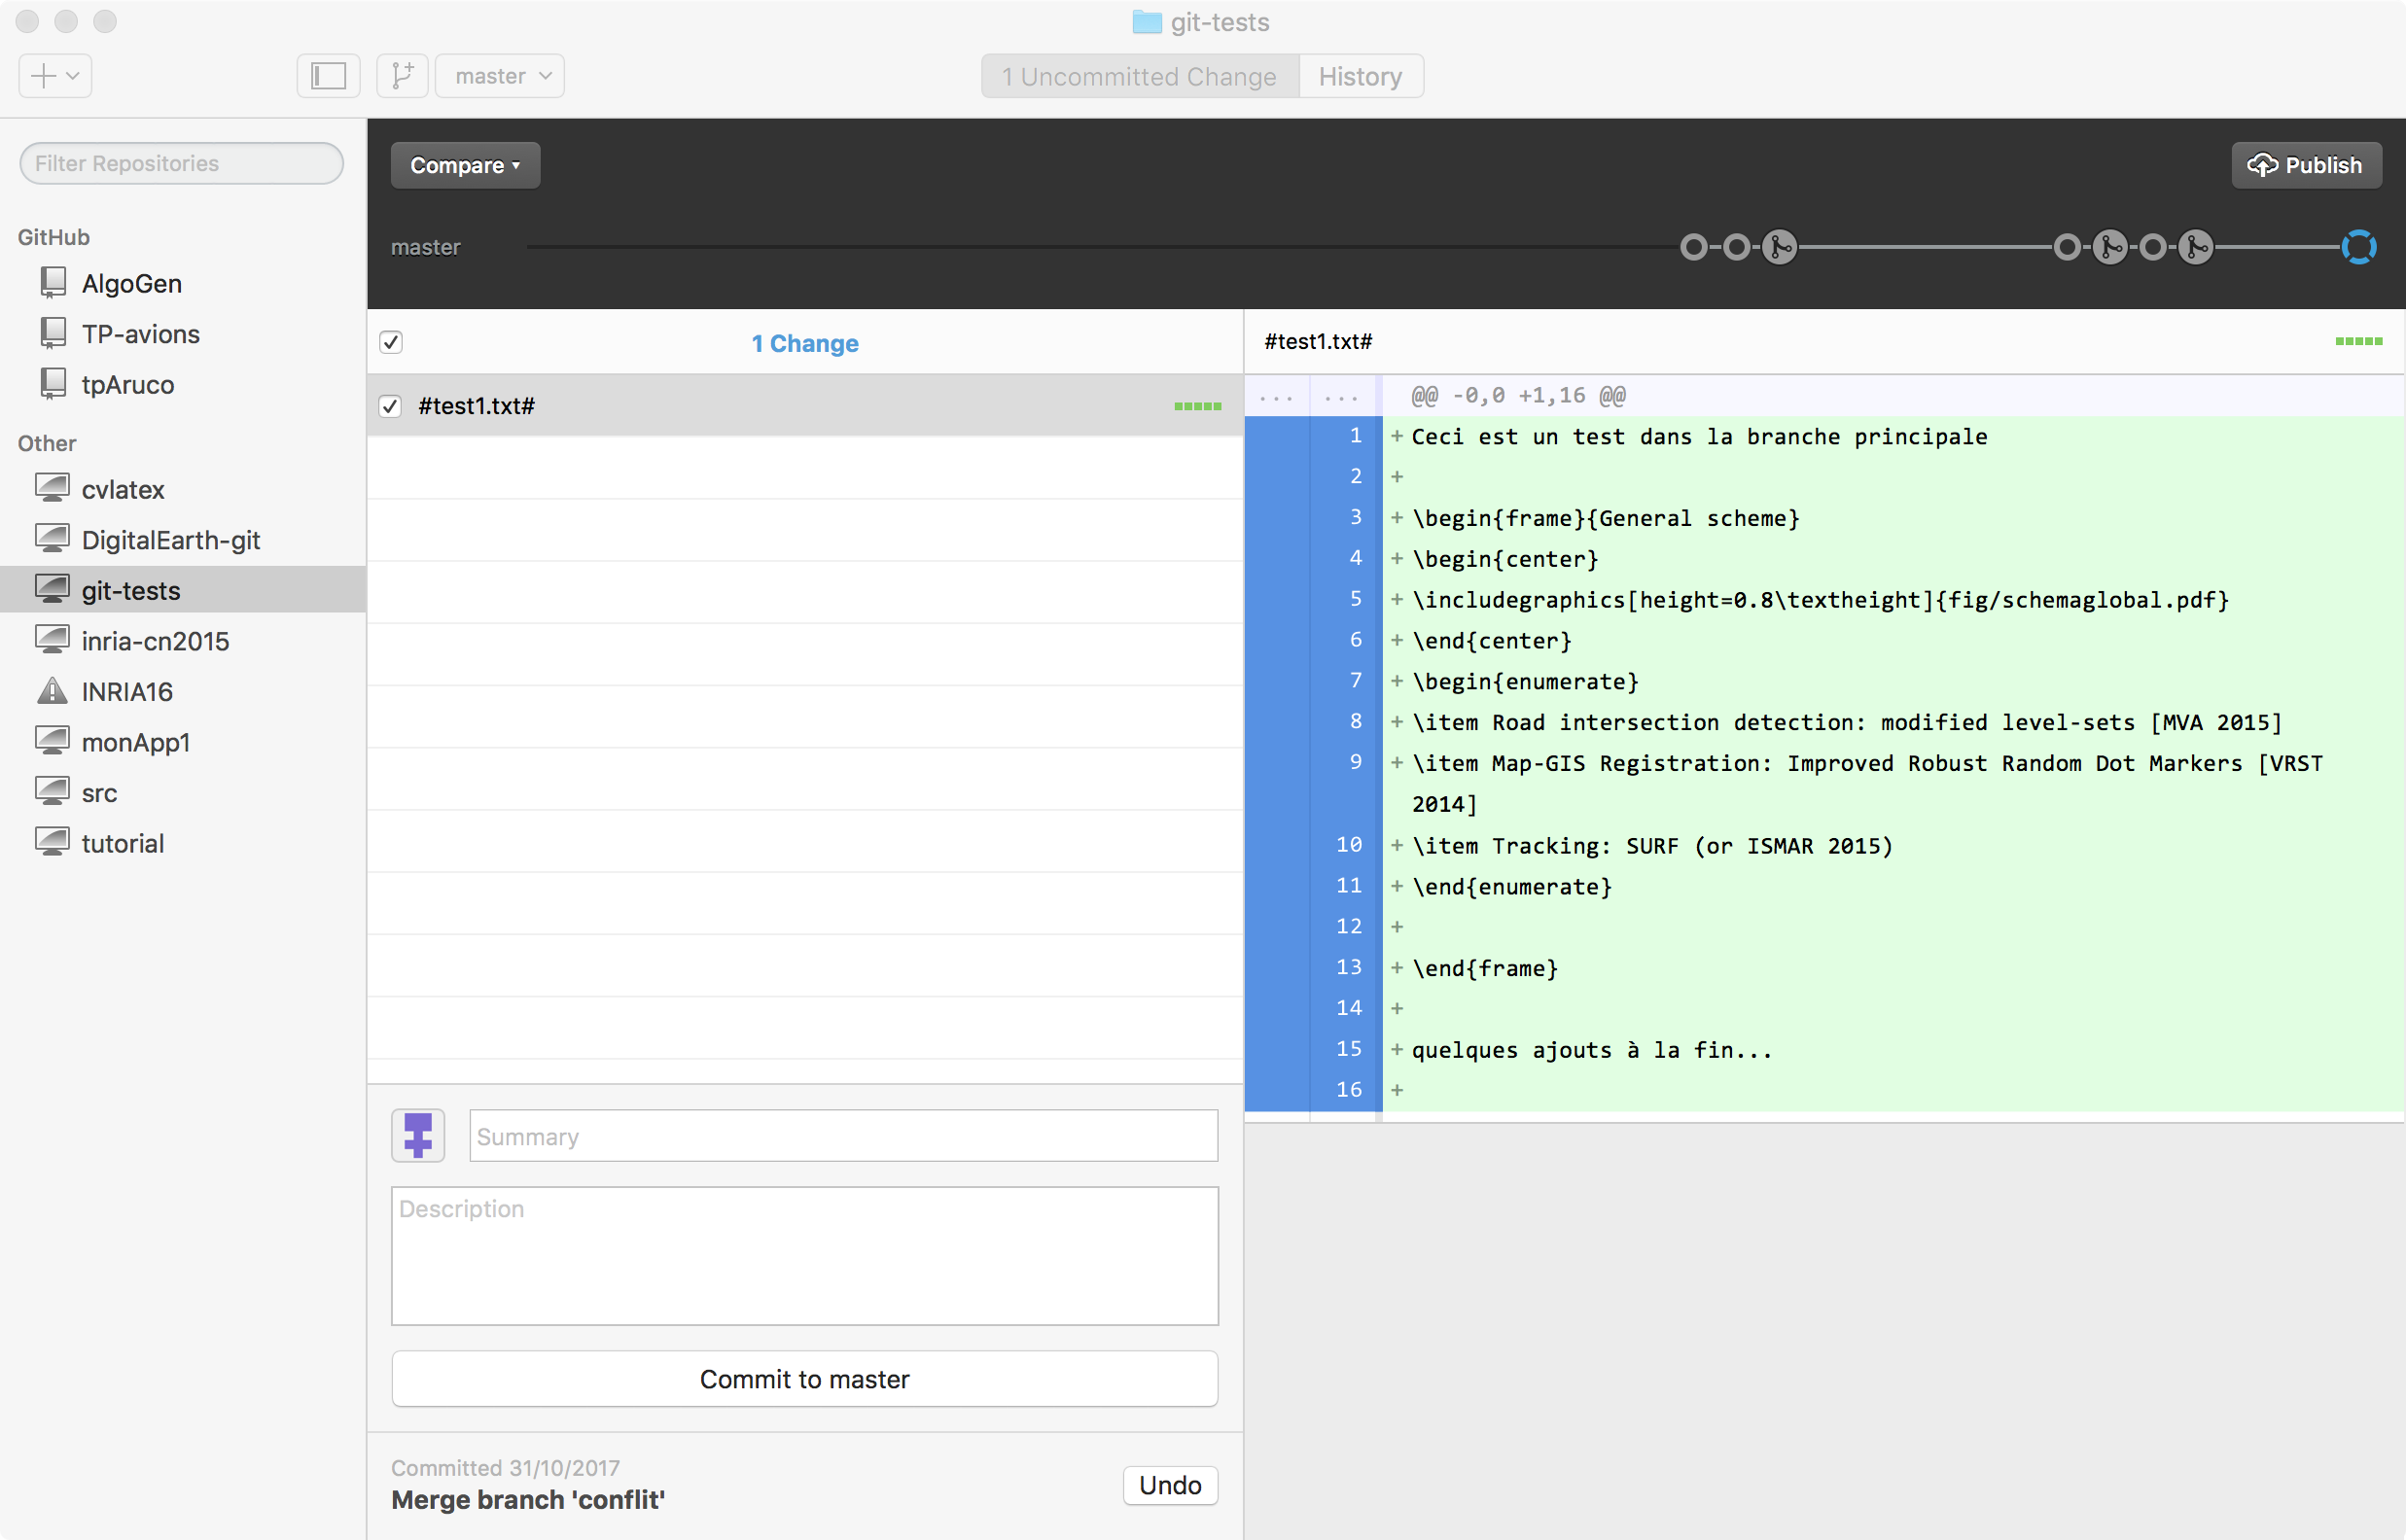 git-tests
master
1 Uncommitted Change
History
Filter Repositories
GitHub
AlgoGen
TP-avions
tpAruco
Other
cvlatex
DigitalEarth-git
git-tests
inria-cn2015
INRIA16
monApp1
src
tutorial
Compare
Publish
master
1 Change
#test1.txt#
Summary
Description
Commit to master
Committed 31/10/2017
Merge branch 'conflit'
Undo
#test1.txt#
... ... @@ -0,0 +1,16 @@
1 + Ceci est un test dans la branche principale
2 +
3 + \begin{frame}{General scheme}
4 + \begin{center}
5 + \includegraphics[height=0.8\textheight]{fig/schemaglobal.pdf}
6 + \end{center}
7 + \begin{enumerate}
8 + \item Road intersection detection: modified level-sets [MVA 2015]
9 + \item Map-GIS Registration: Improved Robust Random Dot Markers [VRST
2014]
10 + \item Tracking: SURF (or ISMAR 2015)
11 + \end{enumerate}
12 +
13 + \end{frame}
14 +
15 + quelques ajouts à la fin...
16 +